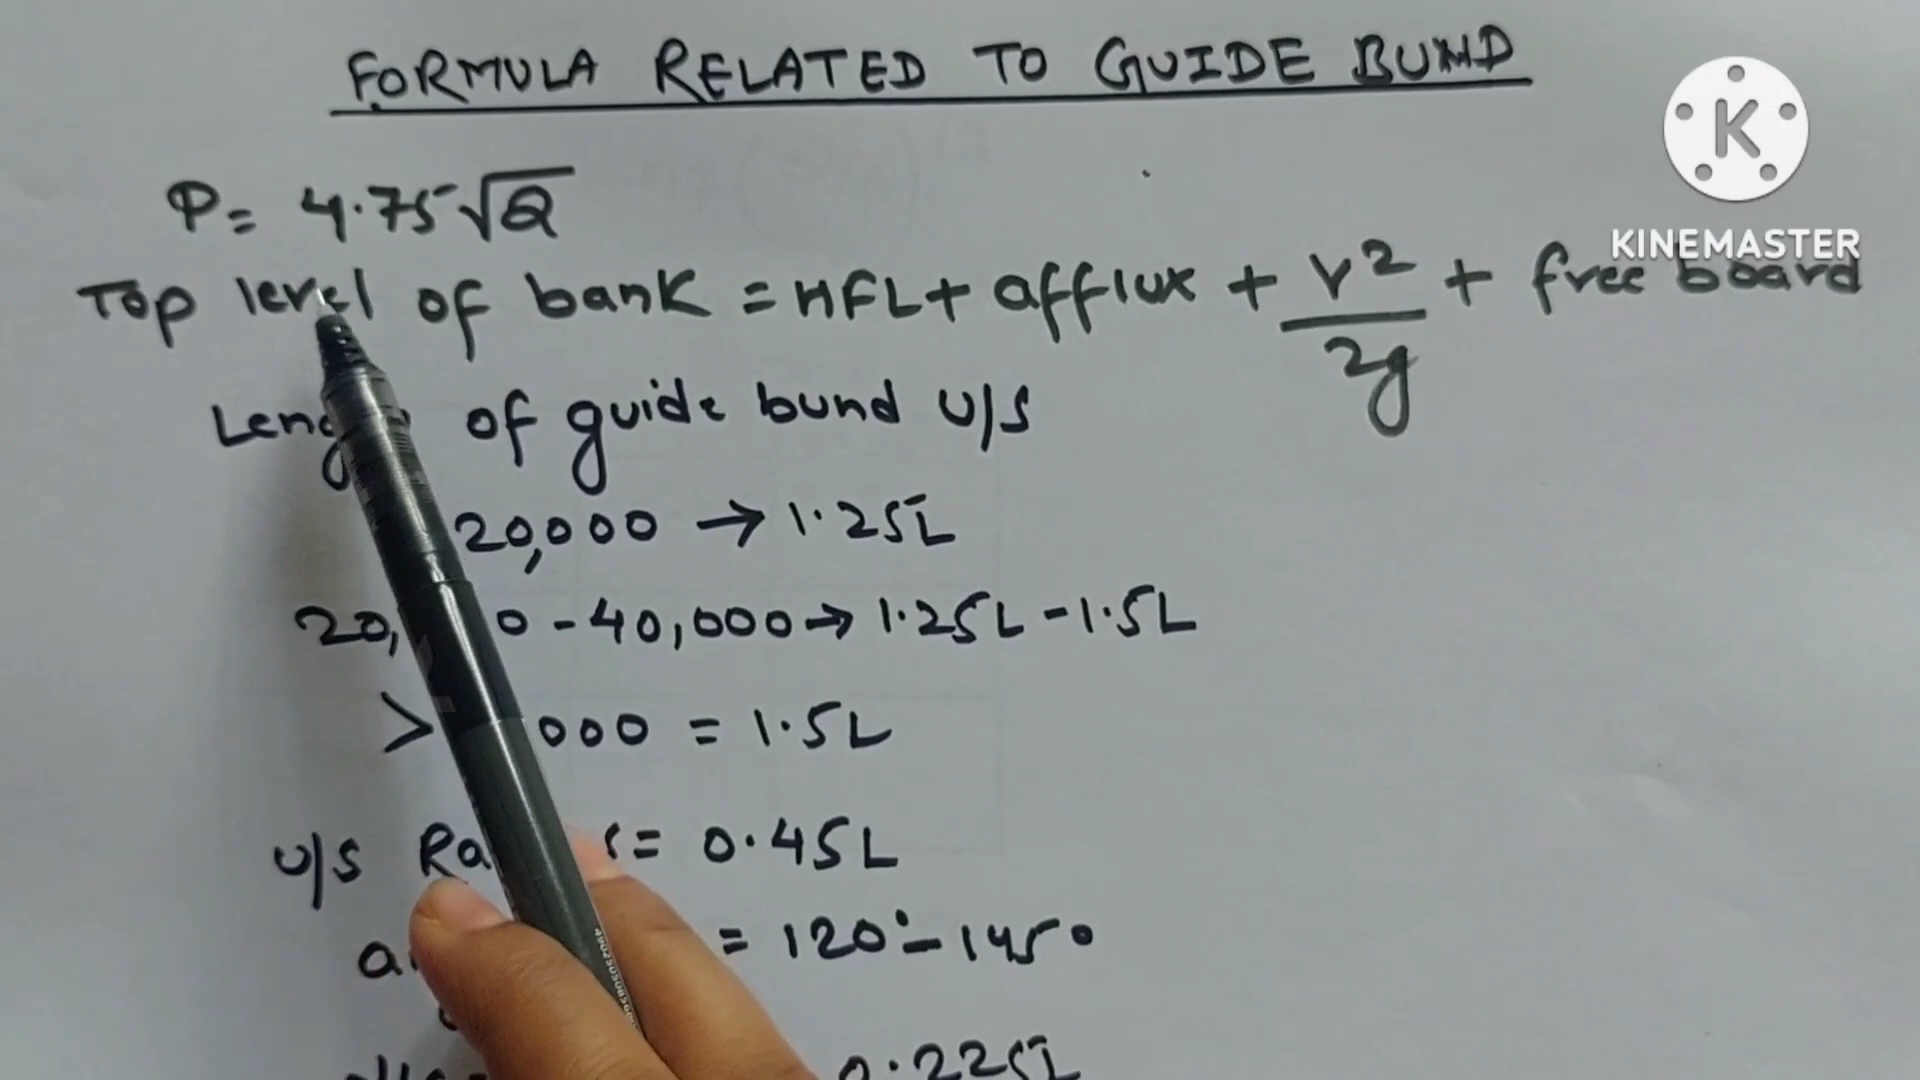 FORMULA RELATED TO GUIDE BUND
K
KINEMASTER
P = 4.75√Q
Top level of bank = HFL + afflux + V²/2g + free board
of guide bund U/S
20,000 → 1.25L
- 40,000 → 1.25L - 1.5L
> 000 = 1.5L
U/S = 0.45L
= 120° - 145°
0.225L